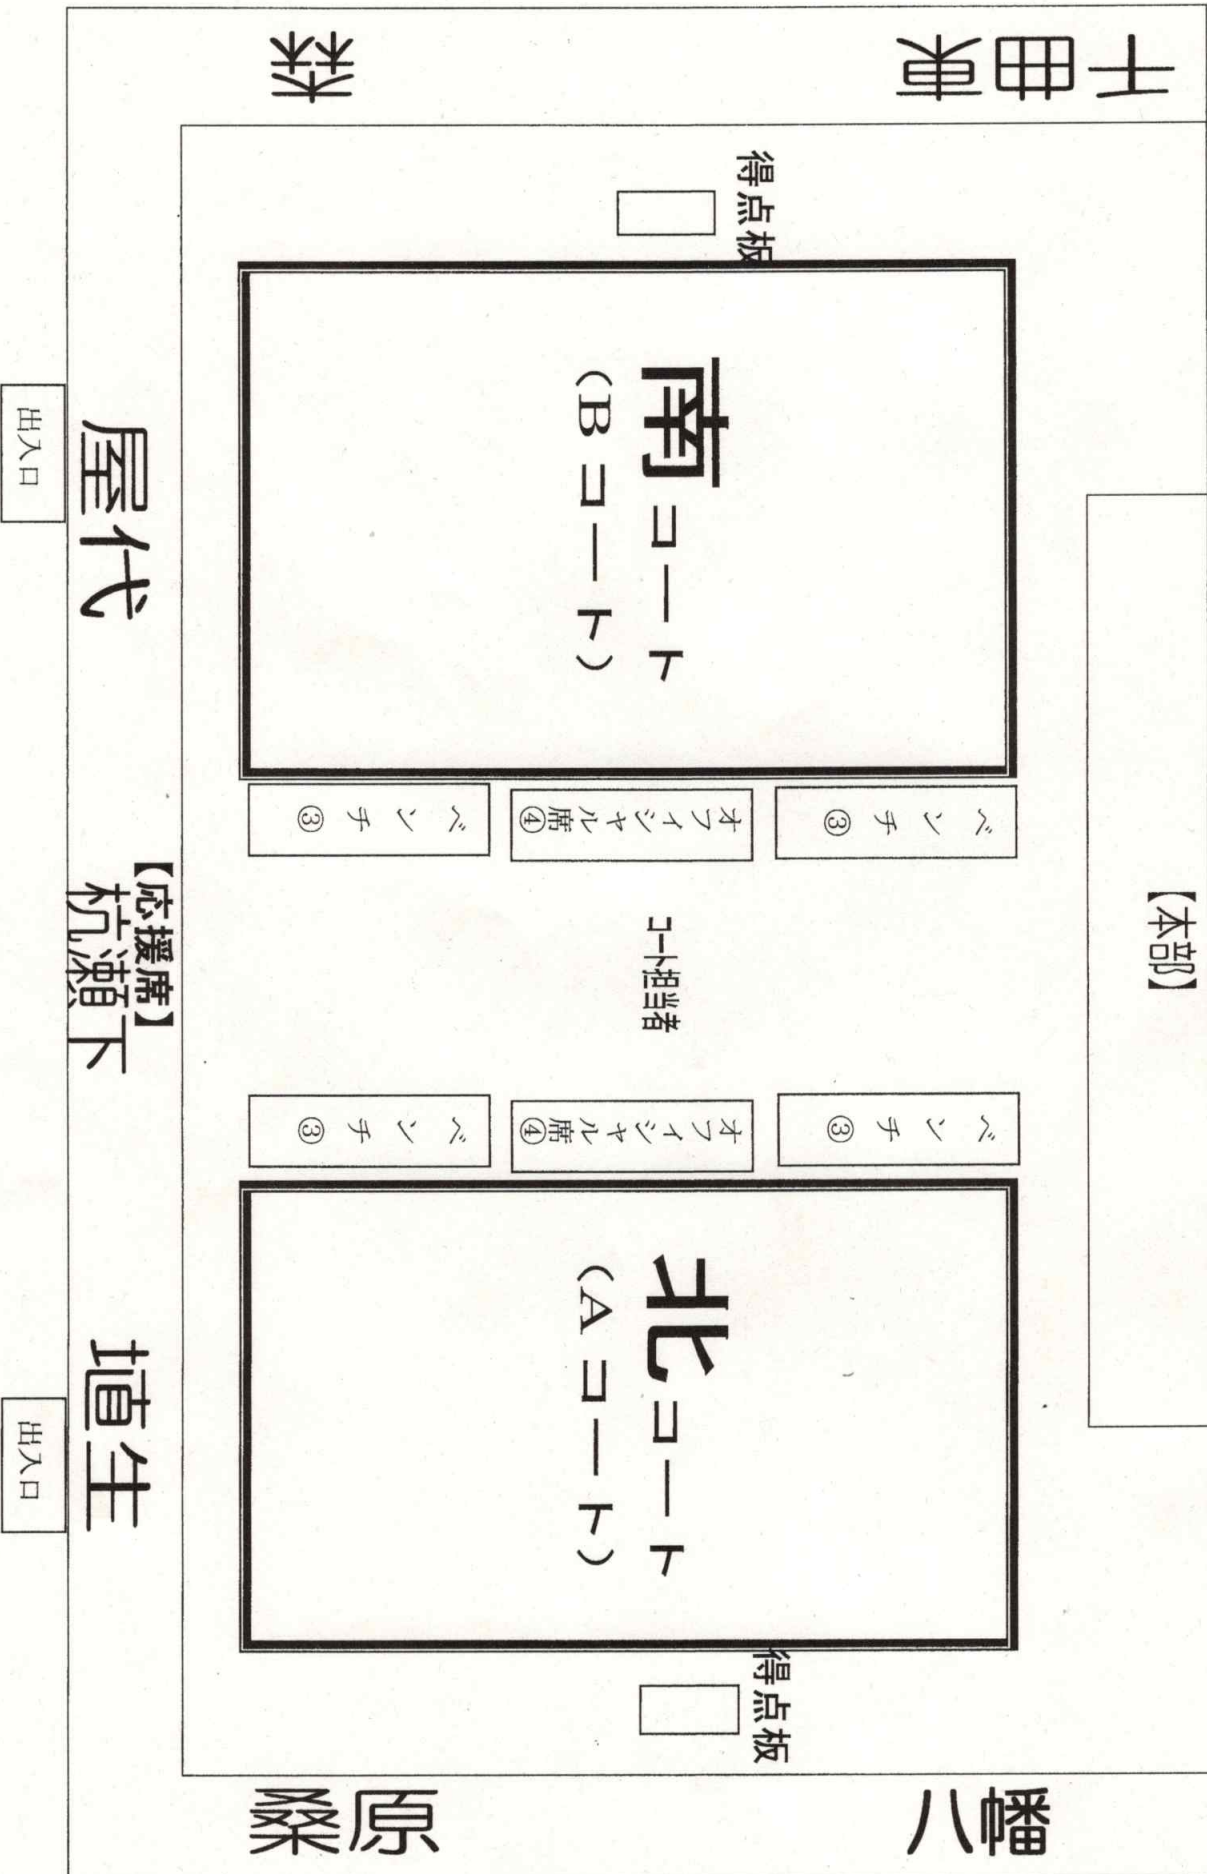 千曲東
森
得点板
南コート
(Bコート)
ベンチ
③
オフィシャル席④
ベンチ
③
【本部】
コート担当者
【応援席】
屋代
杭瀬下
埴生
出入口
出入口
ベンチ
③
オフィシャル席④
ベンチ
③
北コート
(Aコート)
得点板
桑原
八幡